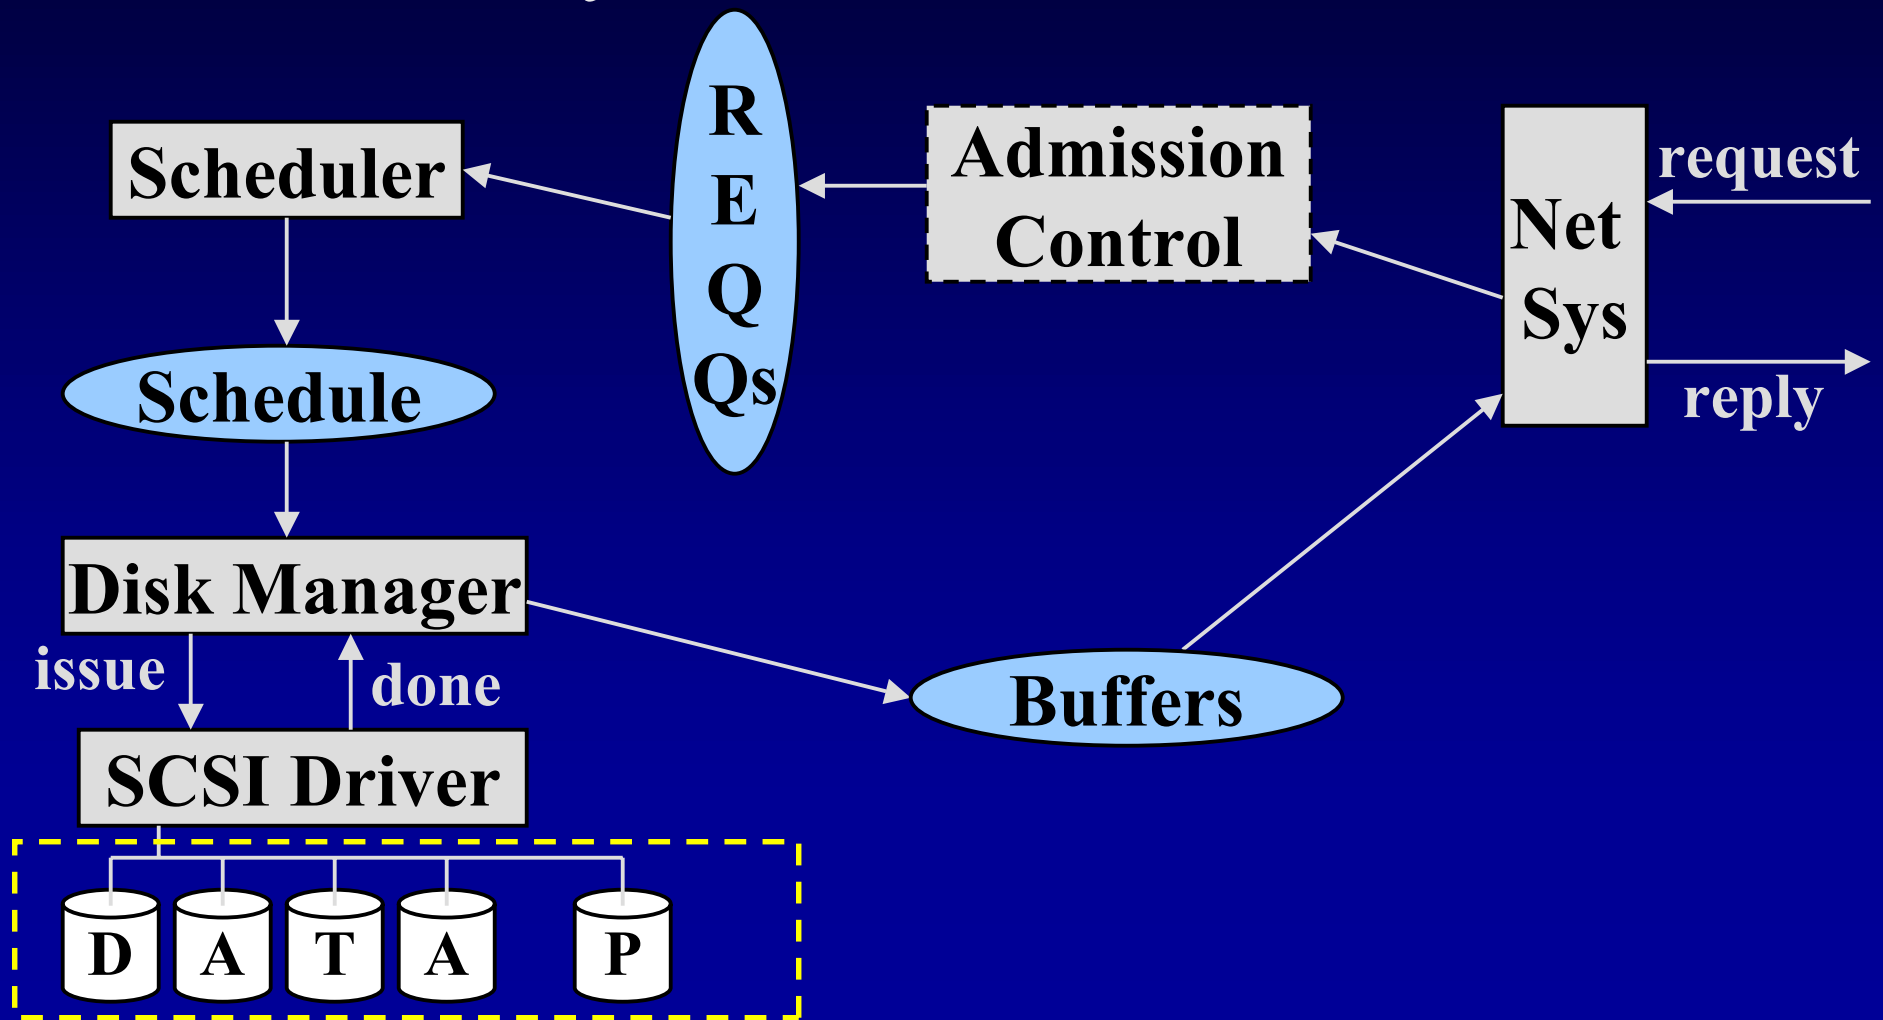 R
E
Q
Qs
Scheduler
Admission
Control
Net
Sys
request
reply
Schedule
Disk Manager
issue
done
Buffers
SCSI Driver
D A T A P